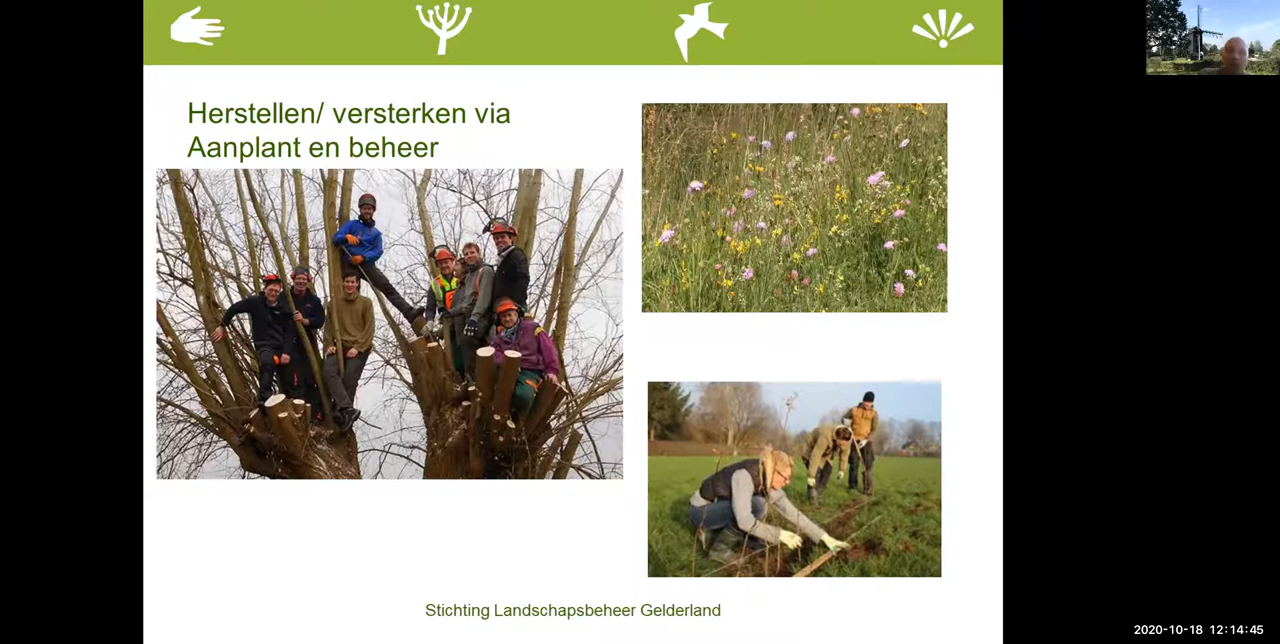 Herstellen/ versterken via
Aanplant en beheer
Stichting Landschapsbeheer Gelderland
2020-10-18 12:14:45